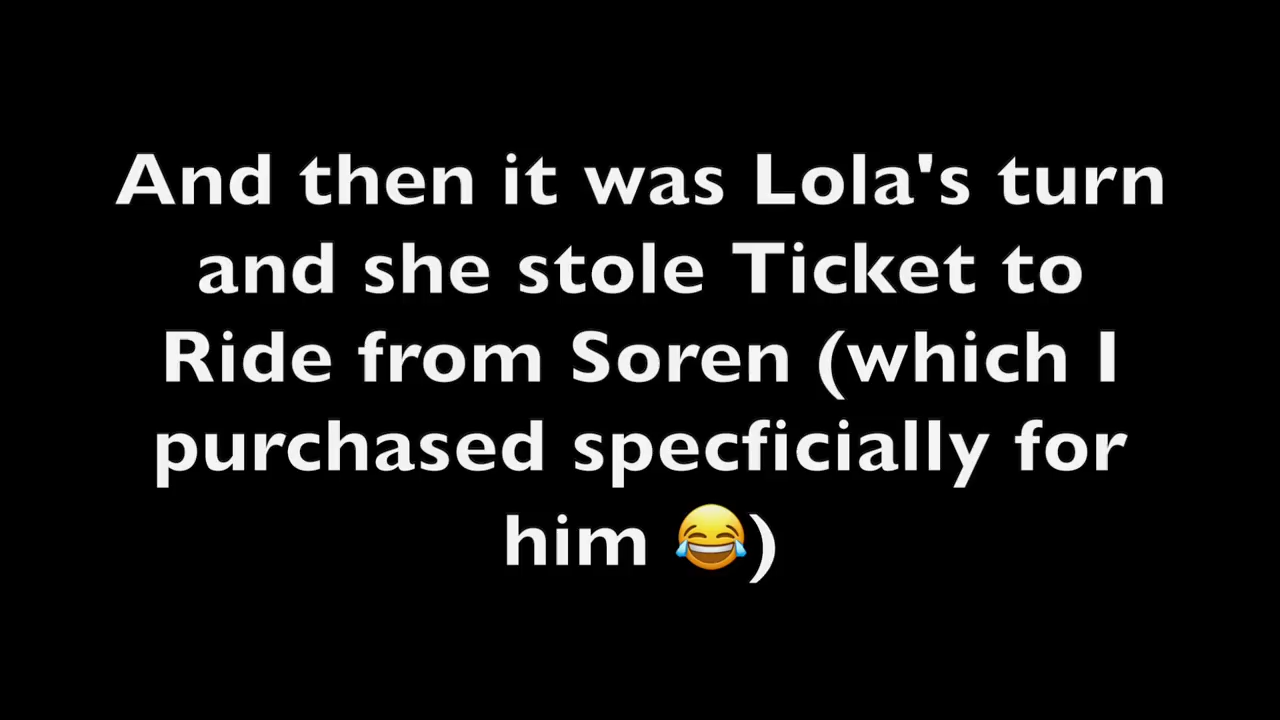 And then it was Lola's turn
and she stole Ticket to
Ride from Soren (which I
purchased specficially for
him 😂)